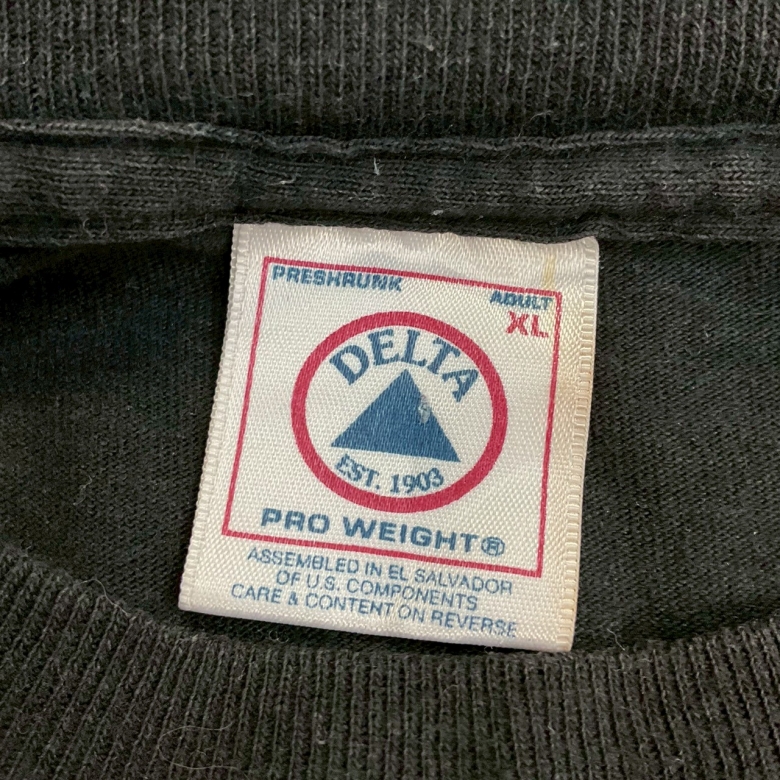 PRESHRUNK
ADULT
XL
DELTA
EST. 1903
PRO WEIGHT®
ASSEMBLED IN EL SALVADOR
OF U.S. COMPONENTS
CARE & CONTENT ON REVERSE